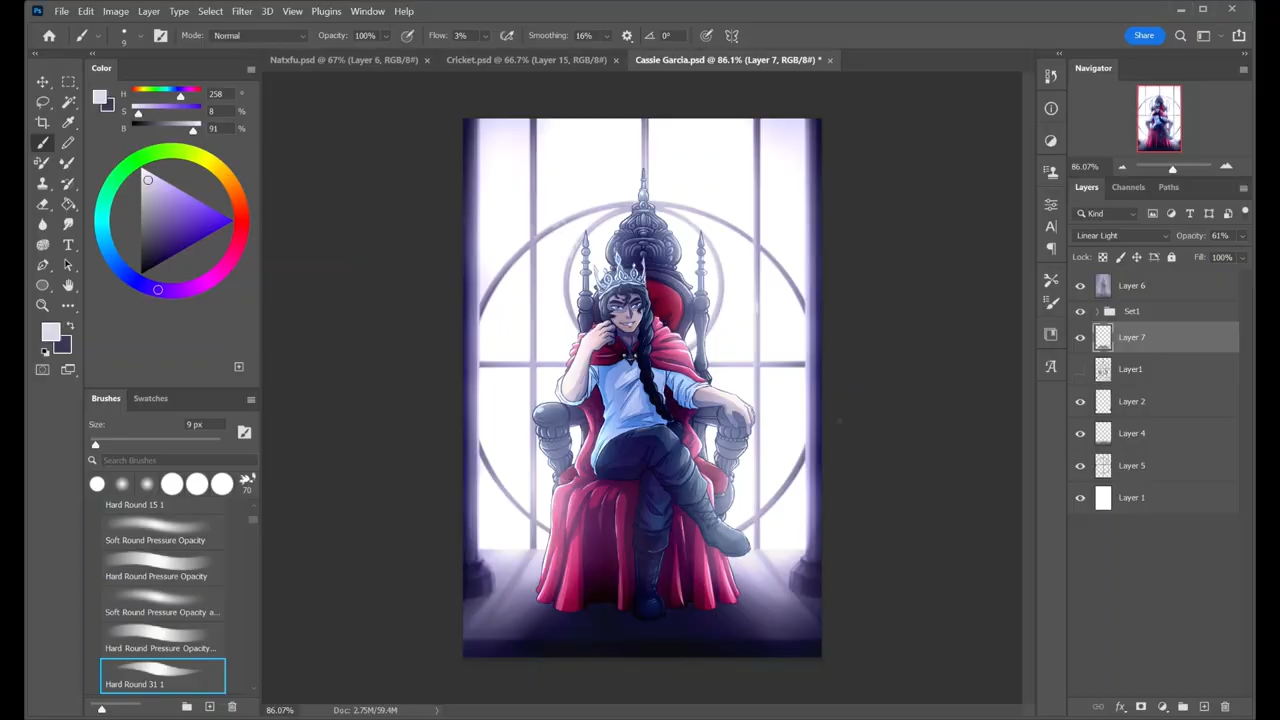 Ps File Edit Image Layer Type Select Filter 3D View Plugins Window Help
9 Mode: Normal Opacity: 100% Flow: 3% Smoothing: 16% 0° Share
Color
Natxfu.psd @ 67% (Layer 6, RGB/8#) × Cricket.psd @ 66.7% (Layer 15, RGB/8#) × Cassie Garcia.psd @ 86.1% (Layer 7, RGB/8#) * ×
Navigator
H 258 °
S 8 %
B 91 %
86.07%
Layers Channels Paths
Kind
Linear Light Opacity: 61%
Lock: Fill: 100%
Layer 6
Set1
Layer 7
Layer1
Layer 2
Layer 4
Layer 5
Layer 1
Brushes Swatches
Size: 9 px
Search Brushes
70
Hard Round 15 1
Soft Round Pressure Opacity
Hard Round Pressure Opacity
Soft Round Pressure Opacity a...
Hard Round Pressure Opacity...
Hard Round 31 1
86.07% Doc: 2.75M/59.4M